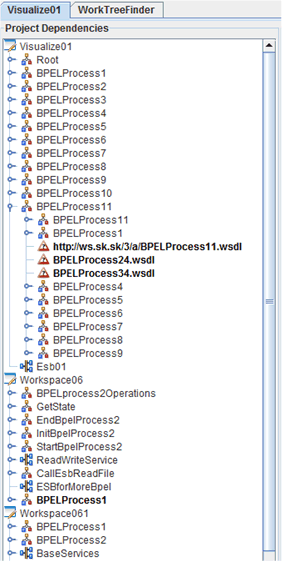 Visualize01 WorkTreeFinder
Project Dependencies
Visualize01
Root
BPELProcess1
BPELProcess2
BPELProcess3
BPELProcess4
BPELProcess5
BPELProcess6
BPELProcess7
BPELProcess8
BPELProcess9
BPELProcess10
BPELProcess11
BPELProcess11
BPELProcess1
http://ws.sk.sk/3/a/BPELProcess11.wsdl
BPELProcess24.wsdl
BPELProcess34.wsdl
BPELProcess4
BPELProcess5
BPELProcess6
BPELProcess7
BPELProcess8
BPELProcess9
Esb01
Workspace06
BPELprocess2Operations
GetState
EndBpelProcess2
InitBpelProcess2
StartBpelProcess2
ReadWriteService
CallEsbReadFile
ESBforMoreBpel
BPELProcess1
Workspace061
BPELProcess1
BPELProcess2
BaseServices